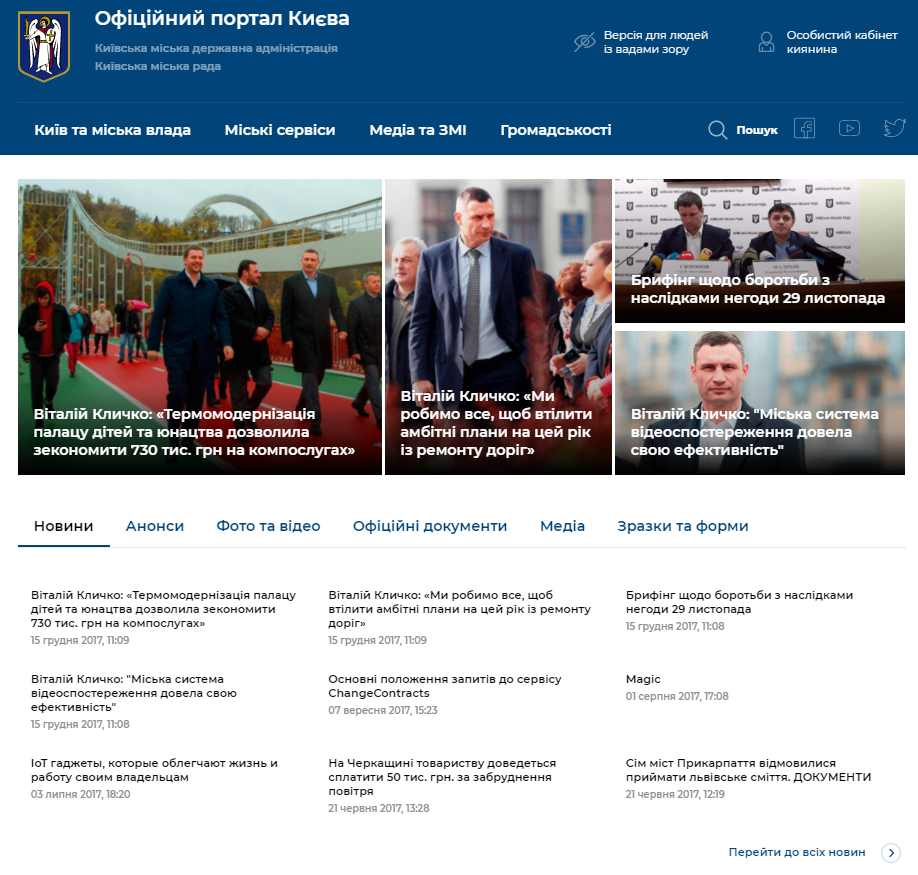 Офіційний портал Києва
Київська міська державна адміністрація
Київська міська рада
Версія для людей
із вадами зору
Особистий кабінет
киянина
Київ та міська влада
Міські сервіси
Медіа та ЗМІ
Громадськості
Пошук
Віталій Кличко: «Термомодернізація
палацу дітей та юнацтва дозволила
зекономити 730 тис. грн на компослугах»
Віталій Кличко: «Ми
робимо все, щоб втілити
амбітні плани на цей рік
із ремонту доріг»
Брифінг щодо боротьби з
наслідками негоди 29 листопада
Віталій Кличко: "Міська система
відеоспостереження довела
свою ефективність"
Новини
Анонси
Фото та відео
Офіційні документи
Медіа
Зразки та форми
Віталій Кличко: «Термомодернізація палацу
дітей та юнацтва дозволила зекономити
730 тис. грн на компослугах»
15 грудня 2017, 11:09
Віталій Кличко: «Ми робимо все, щоб
втілити амбітні плани на цей рік із ремонту
доріг»
15 грудня 2017, 11:09
Брифінг щодо боротьби з наслідками
негоди 29 листопада
15 грудня 2017, 11:08
Віталій Кличко: "Міська система
відеоспостереження довела свою
ефективність"
15 грудня 2017, 11:08
Основні положення запитів до сервісу
ChangeContracts
07 вересня 2017, 15:23
Magic
01 серпня 2017, 17:08
IoT гаджеты, которые облегчают жизнь и
работу своим владельцам
03 липня 2017, 18:20
На Черкащині товариству доведеться
сплатити 50 тис. грн. за забруднення
повітря
21 червня 2017, 13:28
Сім міст Прикарпаття відмовилися
приймати львівське сміття. ДОКУМЕНТИ
21 червня 2017, 12:19
Перейти до всіх новин